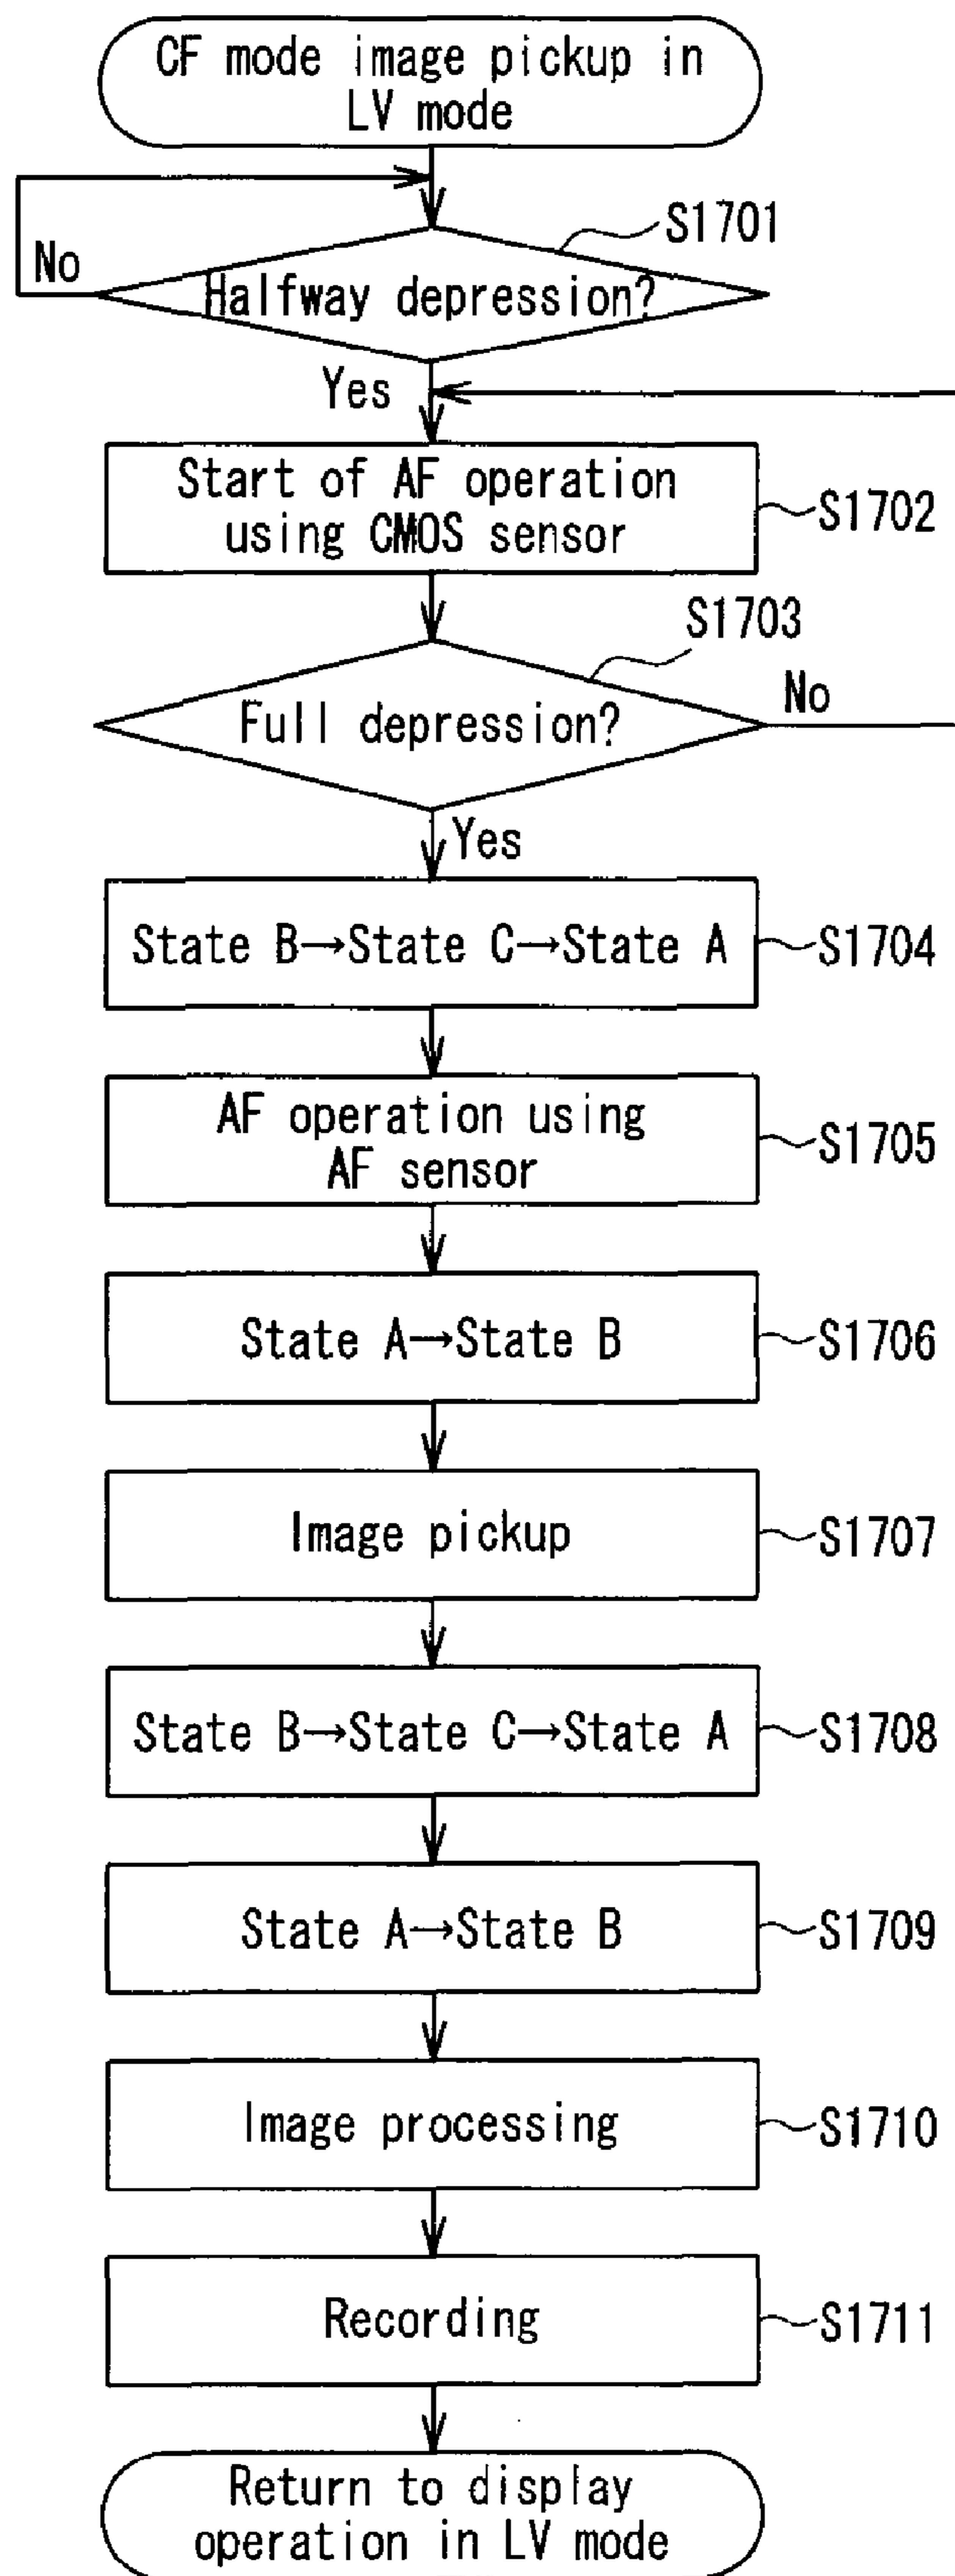 CF mode image pickup in
LV mode
S1701
No
Halfway depression?
Yes
Start of AF operation
using CMOS sensor
S1702
S1703
Full depression?
No
Yes
State B→State C→State A
S1704
AF operation using
AF sensor
S1705
State A→State B
S1706
Image pickup
S1707
State B→State C→State A
S1708
State A→State B
S1709
Image processing
S1710
Recording
S1711
Return to display
operation in LV mode